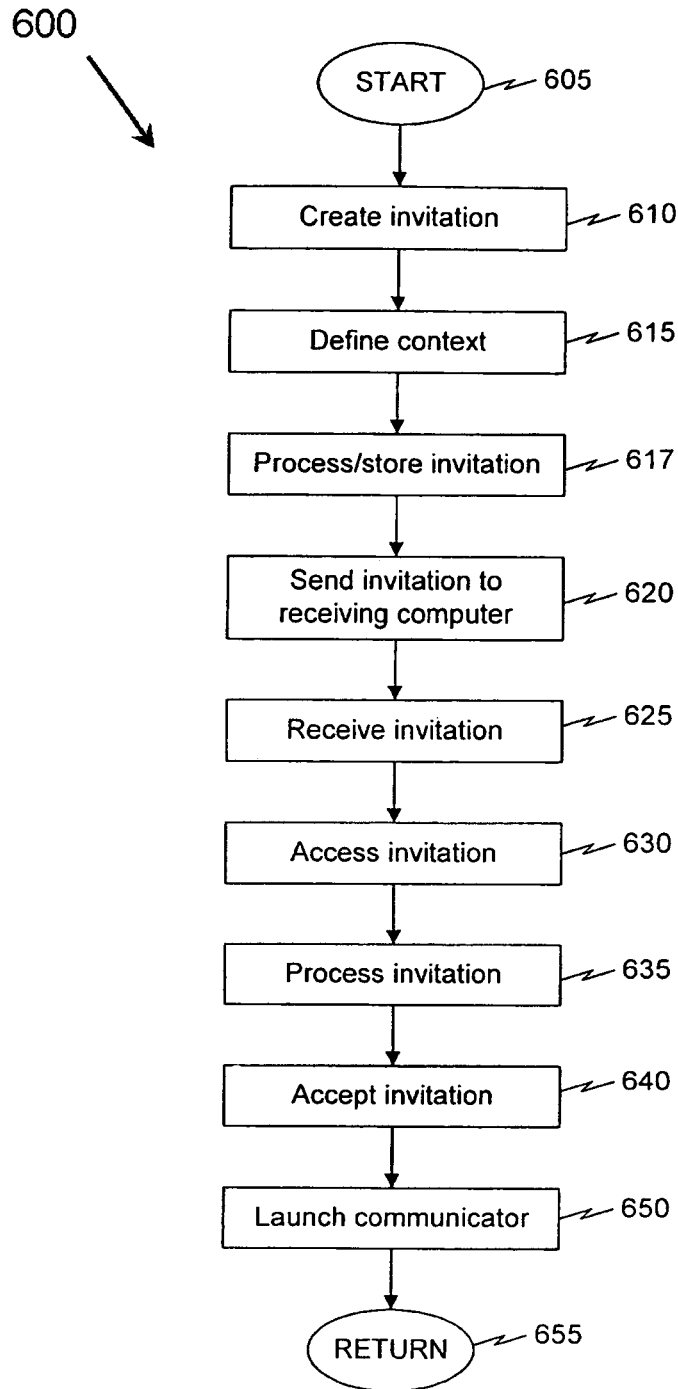 600
START
605
Create invitation
610
Define context
615
Process/store invitation
617
Send invitation to
receiving computer
620
Receive invitation
625
Access invitation
630
Process invitation
635
Accept invitation
640
Launch communicator
650
RETURN
655